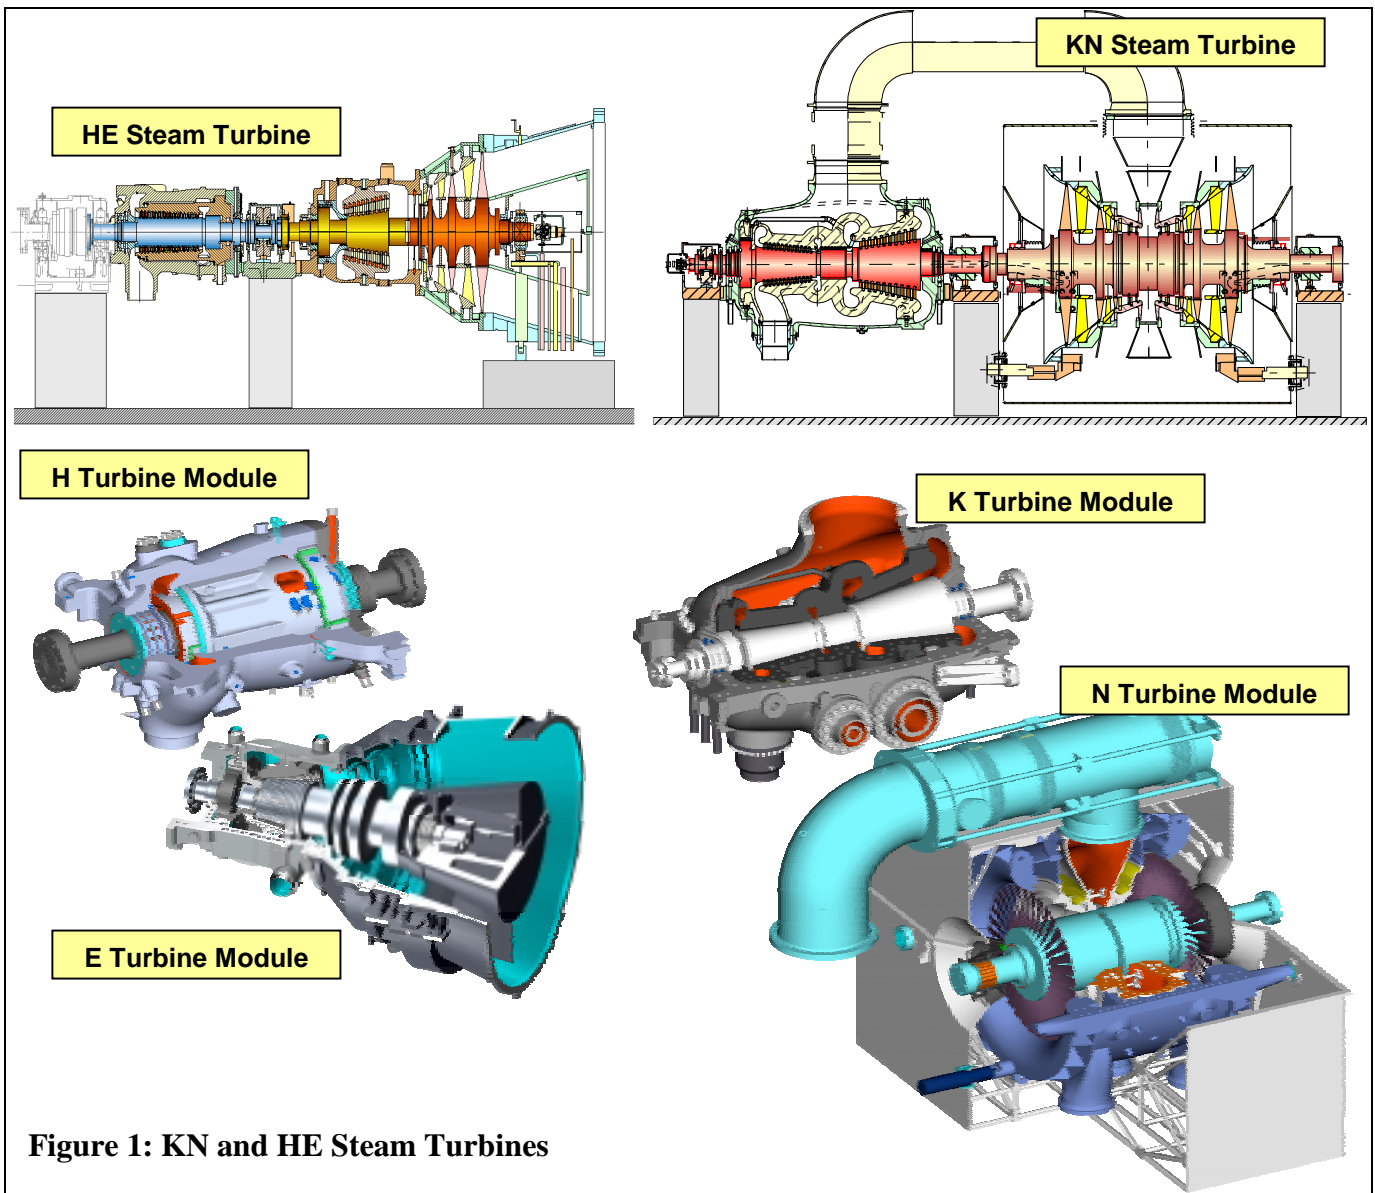 KN Steam Turbine
HE Steam Turbine
H Turbine Module
K Turbine Module
N Turbine Module
E Turbine Module
Figure 1: KN and HE Steam Turbines